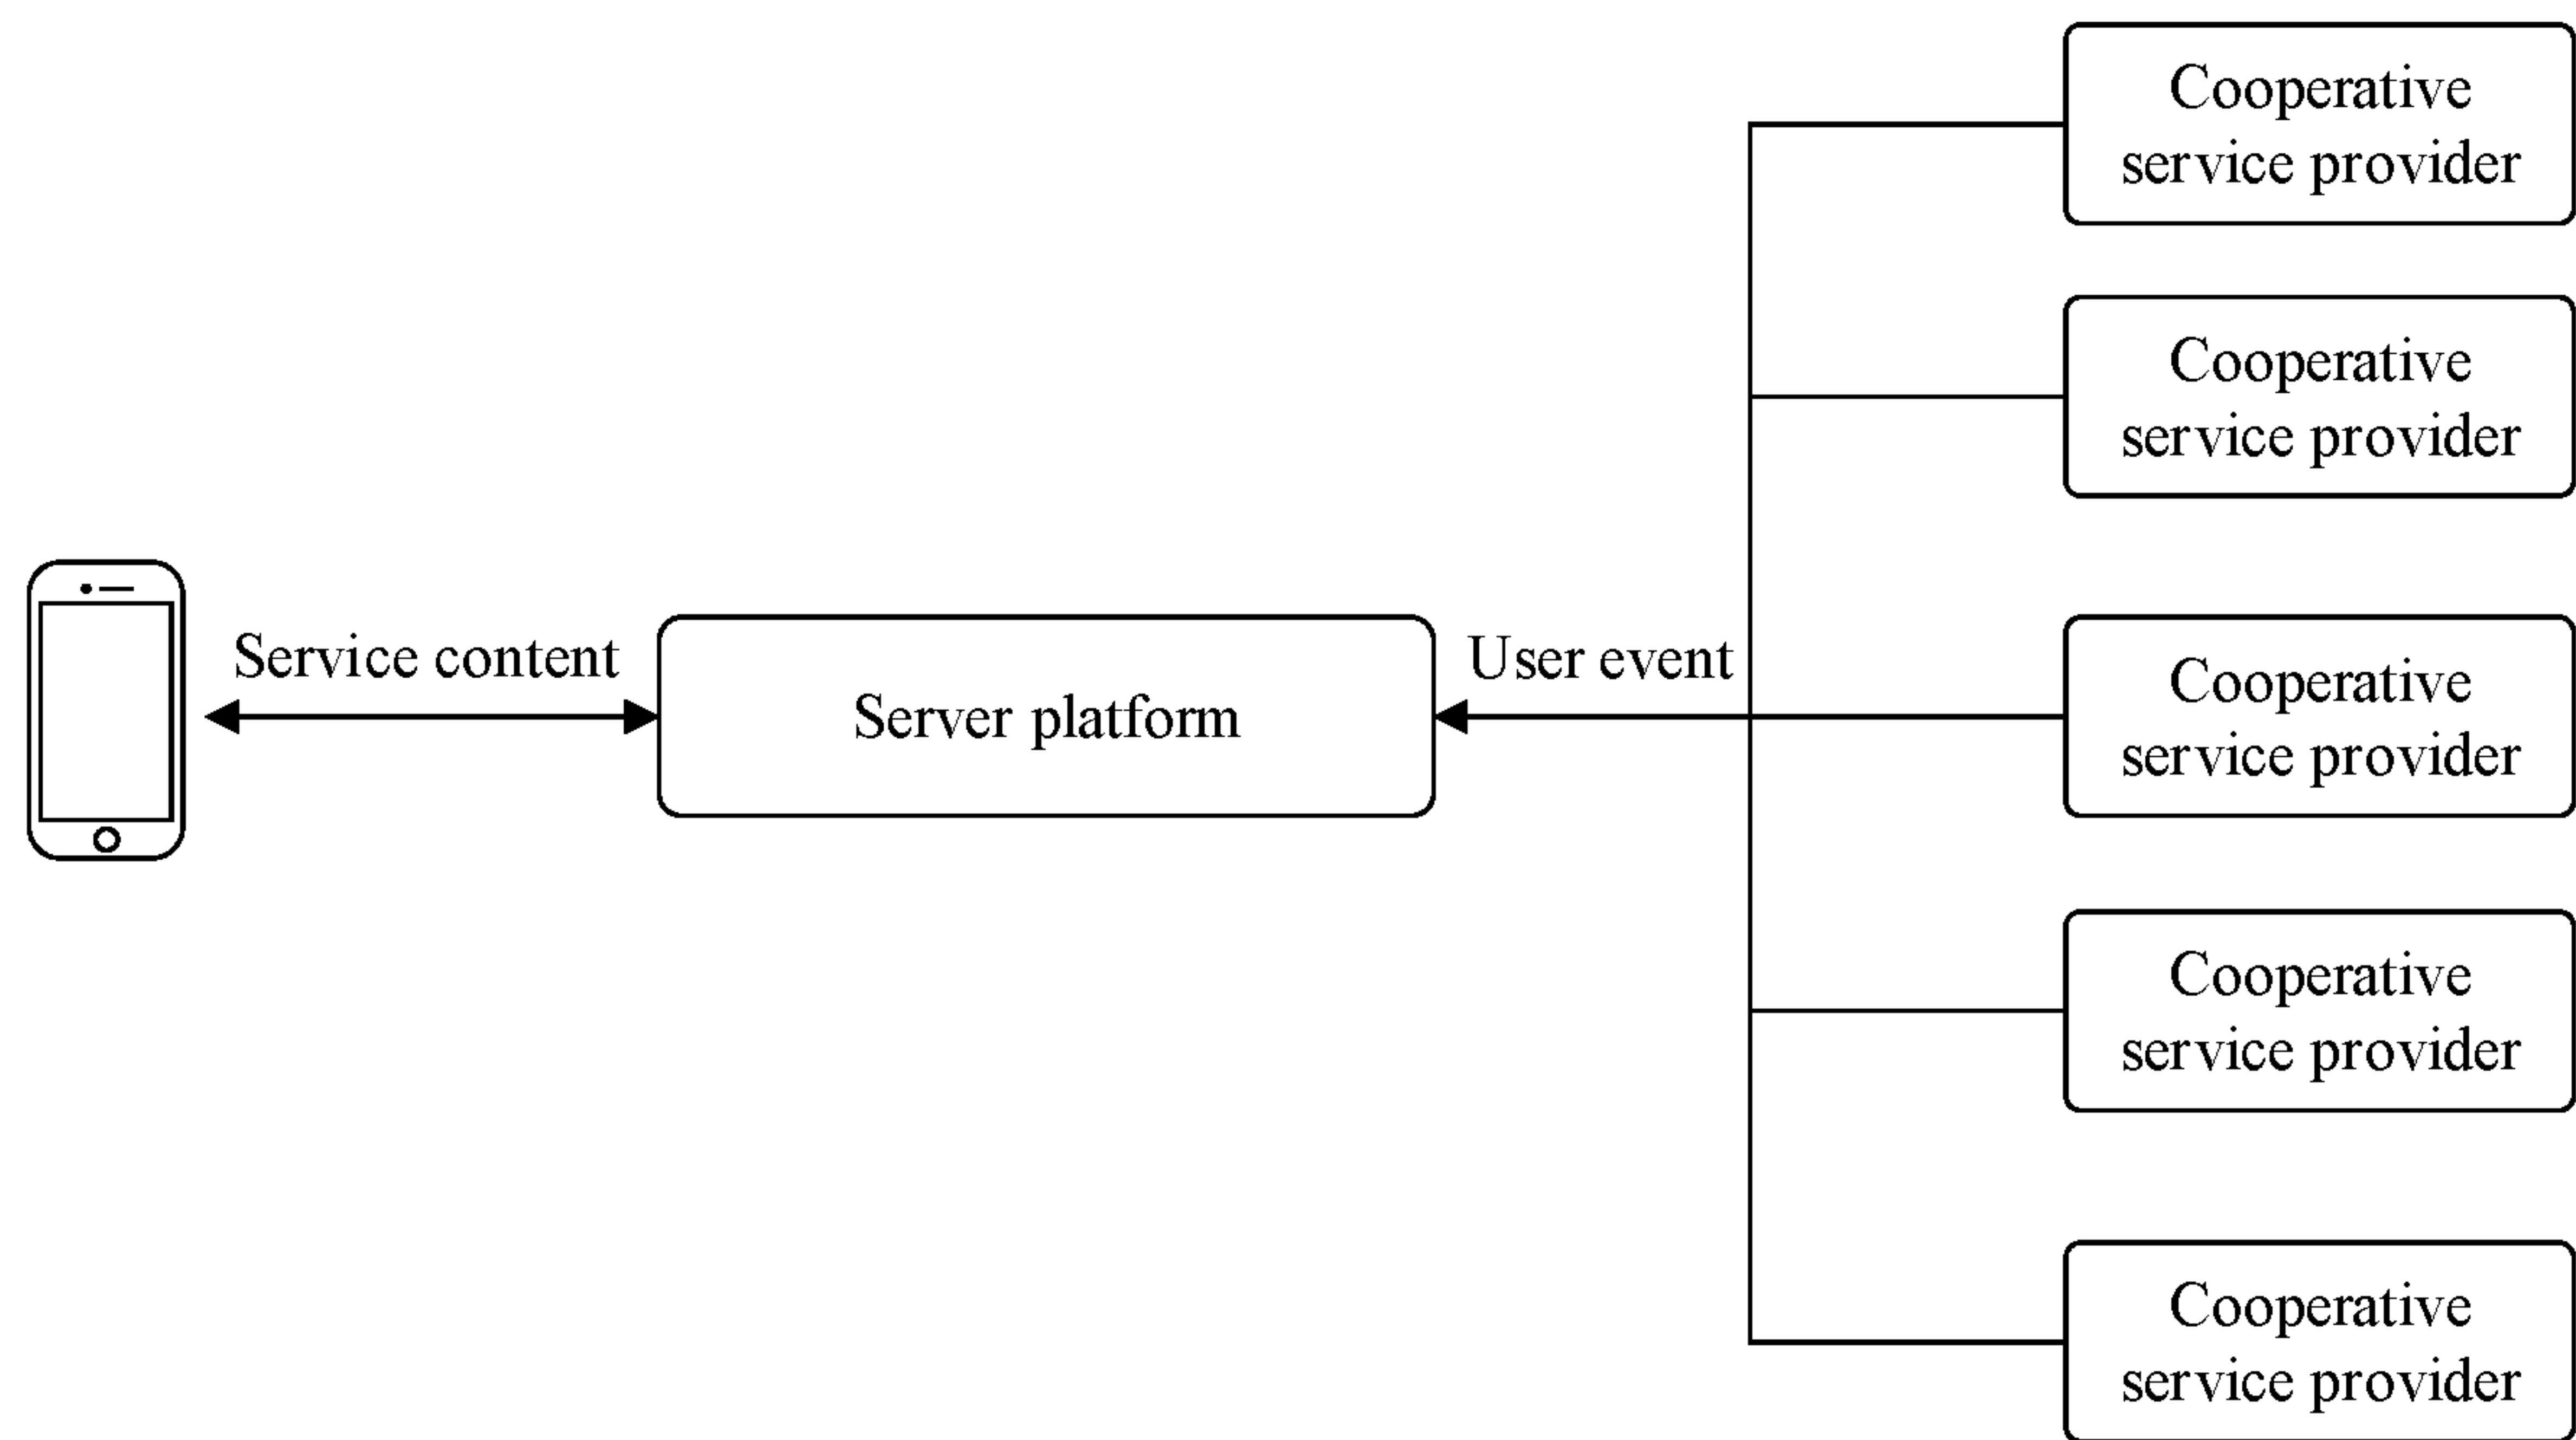 Cooperative
service provider
Cooperative
service provider
Service content
Server platform
User event
Cooperative
service provider
Cooperative
service provider
Cooperative
service provider